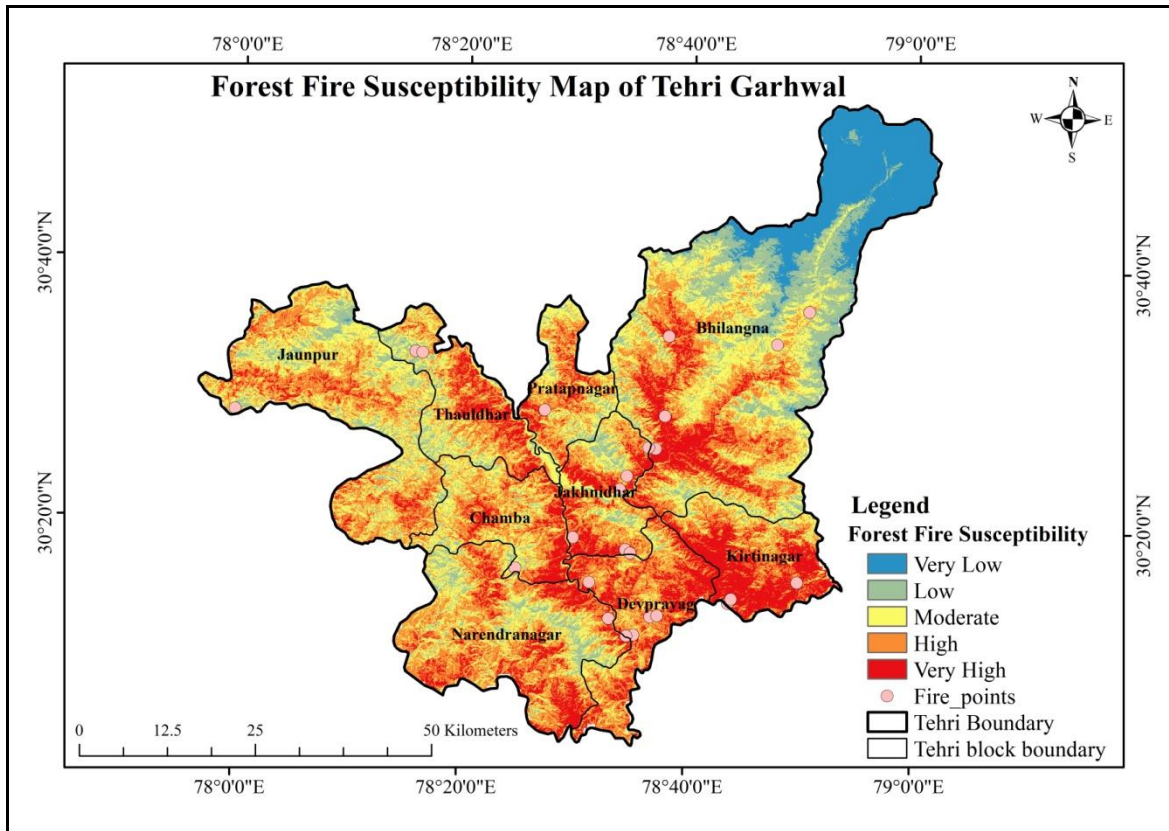 78°0'0"E 78°20'0"E 78°40'0"E 79°0'0"E
Forest Fire Susceptibility Map of Tehri Garhwal
N
W E
S
30°40'0"N
30°40'0"N
Bhilangna
Jaunpur
Pratapnagar
Thauldhar
Jakhnidhar
Chamba
30°20'0"N
30°20'0"N
Kirtinagar
Devprayag
Narendranagar
Legend
Forest Fire Susceptibility
Very Low
Low
Moderate
High
Very High
Fire_points
Tehri Boundary
Tehri block boundary
0 12.5 25 50 Kilometers
78°0'0"E 78°20'0"E 78°40'0"E 79°0'0"E